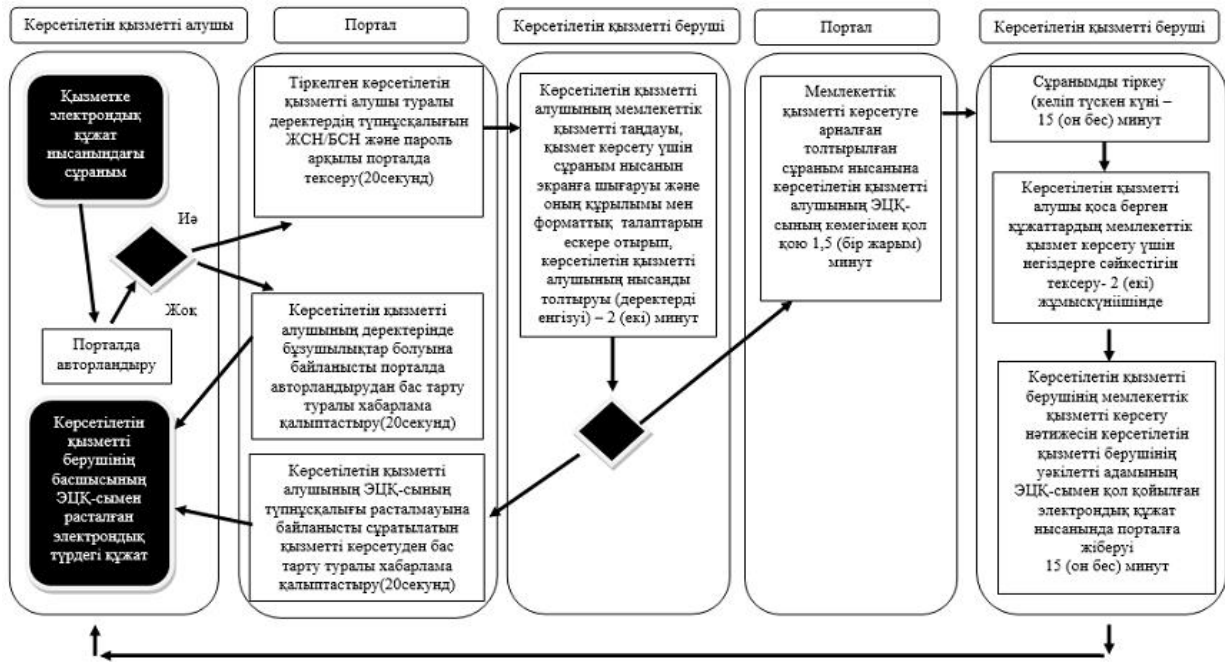 Көрсетілетін қызметті алушы
Портал
Көрсетілетін қызметті беруші
Портал
Көрсетілетін қызметті беруші
Қызметке
электрондық
құжат
нысанындағы
сұраным
Иә
Жоқ
Порталда
авторландыру
Көрсетілетін
қызметті
берушінің
басшысының
ЭЦҚ-сымен
расталған
электрондық
түрдегі құжат
Тіркелген көрсетілетін
қызметті алушы туралы
деректердің түпнұсқалығын
ЖСН/БСН және пароль
арқылы порталда
тексеру(20секунд)
Көрсетілетін қызметті
алушының деректерінде
бұзушылықтар болуына
байланысты порталда
авторландырудан бас тарту
туралы хабарлама
қалыптастыру(20секунд)
Көрсетілетін қызметті
алушының ЭЦҚ-сының
түпнұсқалығы расталмауына
байланысты сұратылатын
қызметті көрсетуден бас
тарту туралы хабарлама
қалыптастыру(20секунд)
Көрсетілетін қызметті
алушының мемлекеттік
қызметті таңдауы,
қызмет көрсету үшін
сұраным нысанын
экранға шығаруы және
оның құрылымы мен
форматтық талаптарын
ескере отырып,
көрсетілетін қызметті
алушының нысанды
толтыруы (деректерді
енгізуі) – 2 (екі) минут
Мемлекеттік
қызметті көрсетуге
арналған
толтырылған
сұраным нысанына
көрсетілетін қызметті
алушының ЭЦҚ-
сының көмегімен қол
қою 1,5 (бір жарым)
минут
Сұранымды тіркеу
(келіп түскен күні –
15 (он бес) минут
Көрсетілетін қызметті
алушы қоса берген
құжаттардың мемлекеттік
қызмет көрсету үшін
негіздерге сәйкестігін
тексеру- 2 (екі)
жұмыскүніішінде
Көрсетілетін қызметті
берушінің мемлекеттік
қызметті көрсету
нәтижесін көрсетілетін
қызметті берушінің
уәкілетті адамының
ЭЦҚ-сымен қол қойылған
электрондық құжат
нысанында порталға
жіберуі
15 (он бес) минут